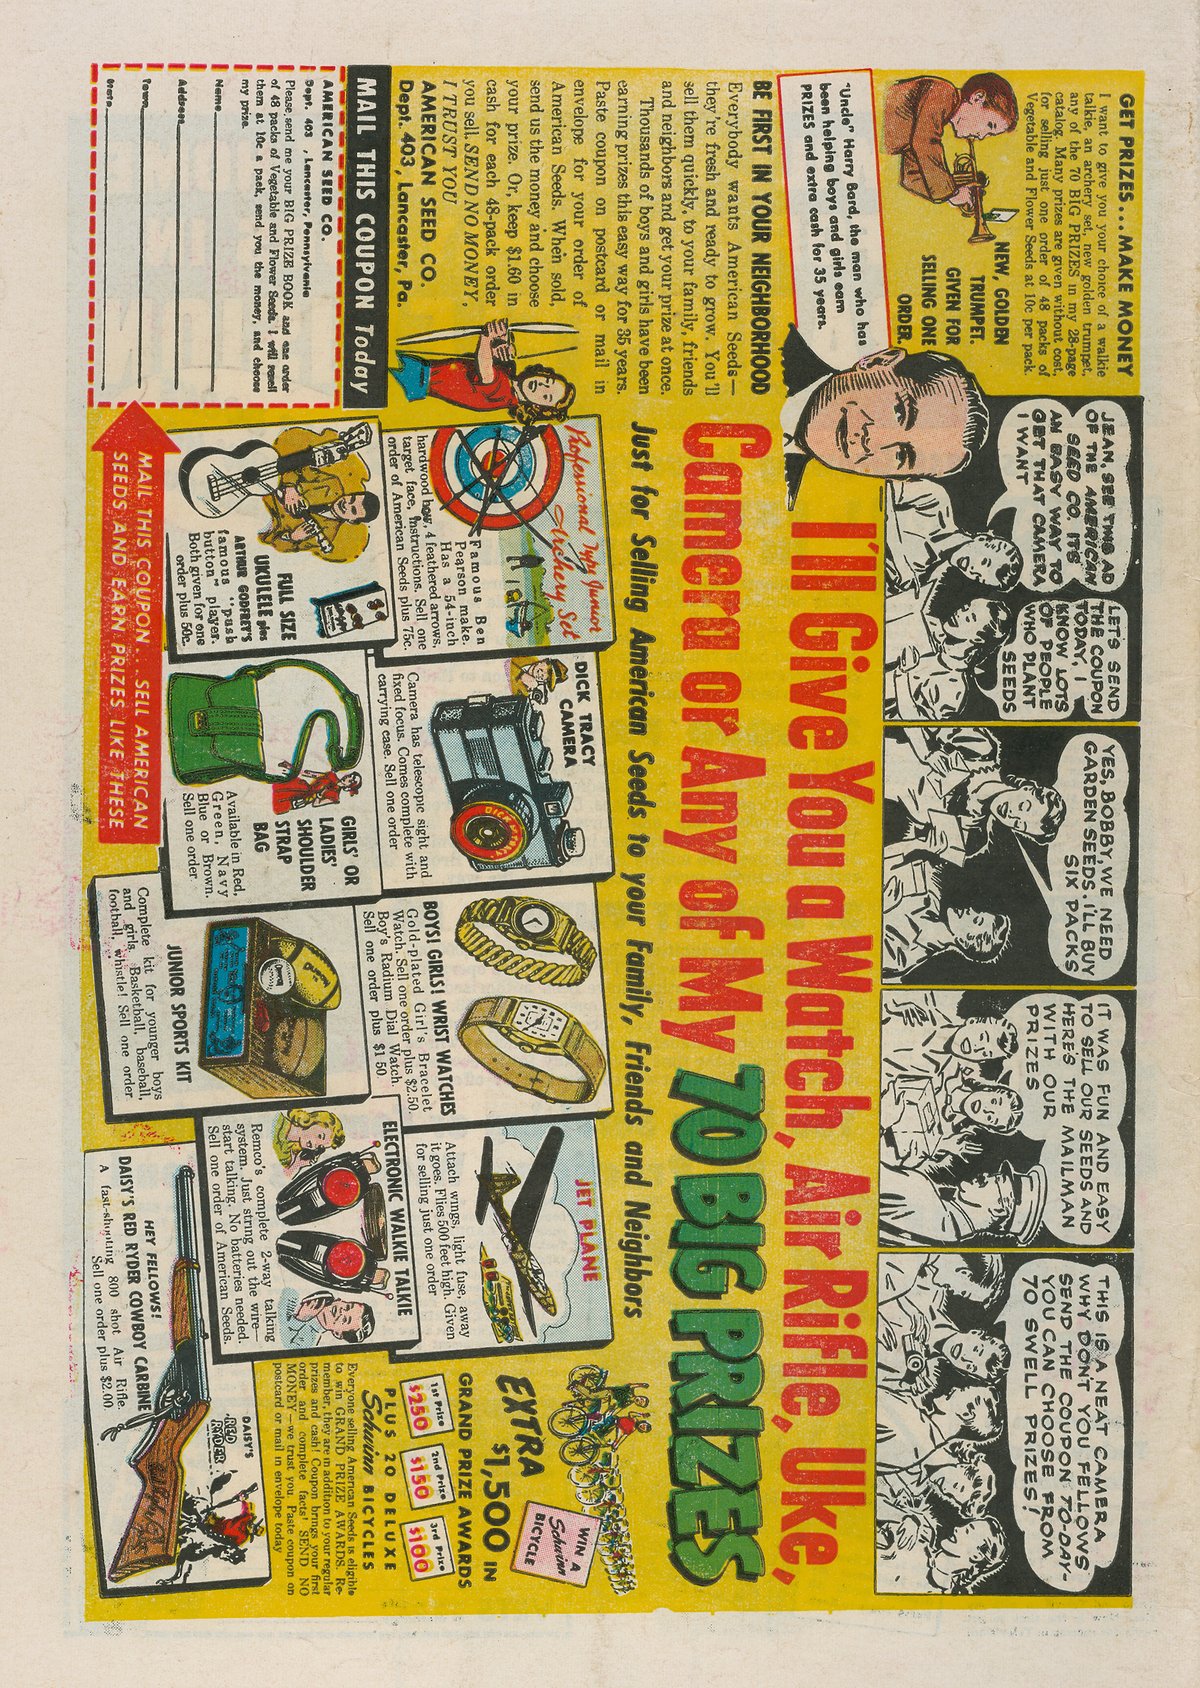 JEAN, SEE THIS AD
OF THE AMERICAN
SEED CO. IT'S
AN EASY WAY TO
GET THAT CAMERA
I WANT
LET'S SEND
THE COUPON
TODAY, I
KNOW LOTS
OF PEOPLE
WHO PLANT
SEEDS
YES, BOBBY, WE NEED
GARDEN SEEDS. I'LL BUY
SIX PACKS
IT WAS FUN AND EASY
TO SELL OUR SEEDS AND
HERE'S THE MAILMAN
WITH OUR
PRIZES
THIS IS A NEAT CAMERA
WHY DON'T YOU FELLOWS
SEND THE COUPON TO-DAY-
YOU CAN CHOOSE FROM
70 SWELL PRIZES!
GET PRIZES...MAKE MONEY
I want to give you your choice of a walkie
talkie, an archery set, new golden trumpet,
any of the 70 BIG PRIZES in my 28-page
catalog. Many prizes are given without cost
for selling just one order of 48 packs of
Vegetable and Flower Seeds at 10c per pack.
NEW, GOLDEN
TRUMPET.
GIVEN FOR
SELLING ONE
ORDER.
"Uncle" Harry Bard, the man who has
been helping boys and girls earn
PRIZES and extra cash for 35 years.
I'll Give You a Watch, Air Rifle, Uke,
Camera or Any of My 70 BIG PRIZES
Just for Selling American Seeds to your Family, Friends and Neighbors
BE FIRST IN YOUR NEIGHBORHOOD
Everybody wants American Seeds—
they're fresh and ready to grow. You'll
sell them quickly, to your family, friends
and neighbors and get your prize at once.
Thousands of boys and girls have been
earning prizes this easy way for 35 years.
Paste coupon on postcard or mail in
envelope for your order of
American Seeds. When sold,
send us the money and choose
your prize. Or, keep $1.60 in
cash for each 48-pack order
you sell. SEND NO MONEY,
I TRUST YOU
AMERICAN SEED CO.
Dept. 403, Lancaster, Pa.
MAIL THIS COUPON Today
AMERICAN SEED CO.
Dept. 403 , Lancaster, Pennsylvania
Please send me your BIG PRIZE BOOK and one order
of 48 packs of Vegetable and Flower Seeds. I will resell
them at 10c a pack, send you the money, and choose
my prize.
Name
Address
Town
State
Professional Type Junior
Archery Set
Famous Ben
Pearson make.
Has a 54-inch
hardwood bow, 4 feathered arrows,
target face, instructions. Sell one
order of American Seeds plus 75c.
DICK TRACY
CAMERA
DICK TRACY
Camera has telescopic sight and
fixed focus. Comes complete with
carrying case. Sell one order
BOYS! GIRLS! WRIST WATCHES
Gold-plated Girl's Bracelet
Watch. Sell one order plus $2.50.
Boy's Radium Dial Watch.
Sell one order plus $1.50.
JET PLANE
Attach wings, light fuse, away
it goes. Flies 500 feet high. Given
for selling just one order
WIN A
Schwinn
BICYCLE
EXTRA
$1,500 IN
GRAND PRIZE AWARDS
1st Prize
$250
2nd Prize
$150
3rd Prize
$100
PLUS 20 DELUXE
Schwinn BICYCLES
Everyone selling American Seeds is eligible
to win GRAND PRIZE AWARDS. Re-
member, they are in addition to your regular
prizes and cash! Coupon brings your first
order and complete facts! SEND NO
MONEY—we trust you. Paste coupon on
postcard or mail in envelope today
FULL SIZE
UKULELE plus
ARTHUR GODFREY'S
famous "push
button" player.
Both given for one
order plus 50c.
GIRLS' OR
LADIES'
SHOULDER
STRAP
BAG
Available in Red,
Green, Navy
Blue or Brown.
Sell one order.
JUNIOR SPORTS KIT
Complete kit for younger boys
and girls. Basketball, baseball,
football, whistle! Sell one order.
ELECTRONIC WALKIE TALKIE
Remco's complete 2-way talking
system. Just string out the wire—
start talking. No batteries needed.
Sell one order of American Seeds.
HEY FELLOWS!
DAISY'S RED RYDER COWBOY CARBINE
A fast-shooting 800 shot Air Rifle.
Sell one order plus $2.00
DAISY'S
RED
RYDER
MAIL THIS COUPON... SELL AMERICAN
SEEDS AND EARN PRIZES LIKE THESE